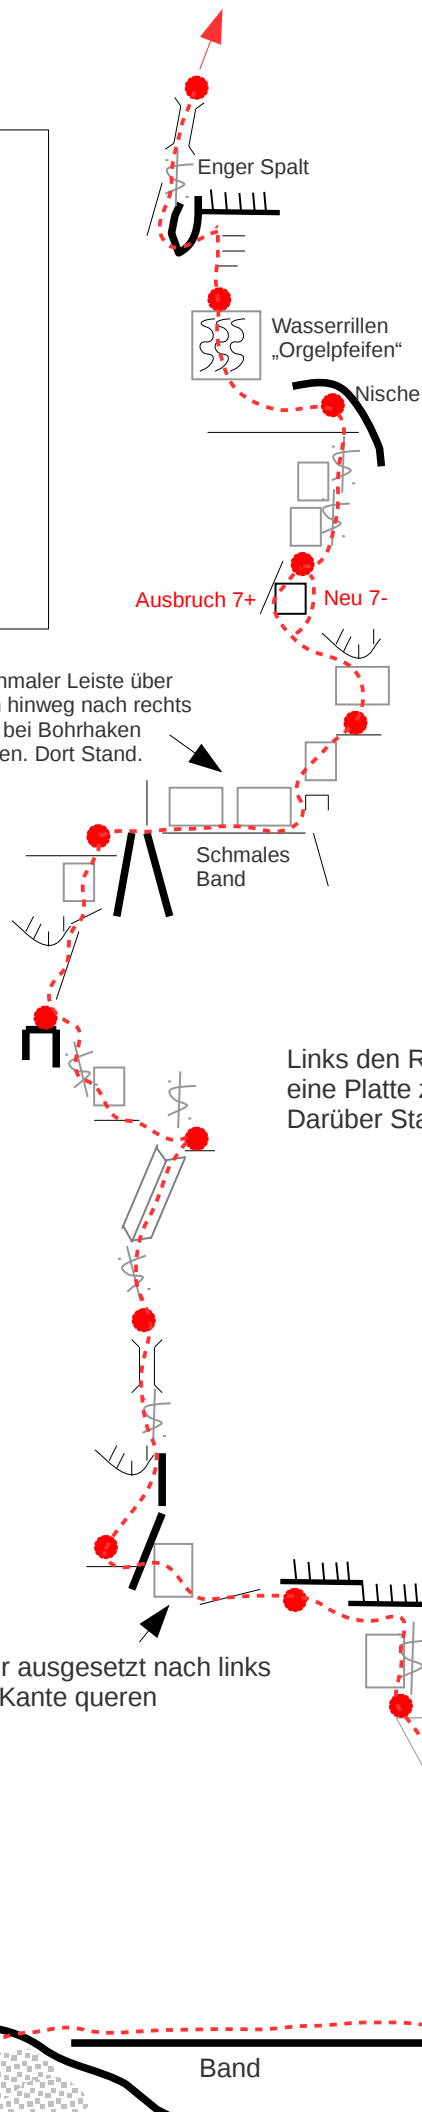 Enger Spalt
Wasserrillen
„Orgelpfeifen“
Nische
Ausbruch 7+
Neu 7-
hmaler Leiste über
hinweg nach rechts
bei Bohrhaken
en. Dort Stand.
Schmales
Band
Links den R
eine Platte z
Darüber Sta
r ausgesetzt nach links
Kante queren
Band